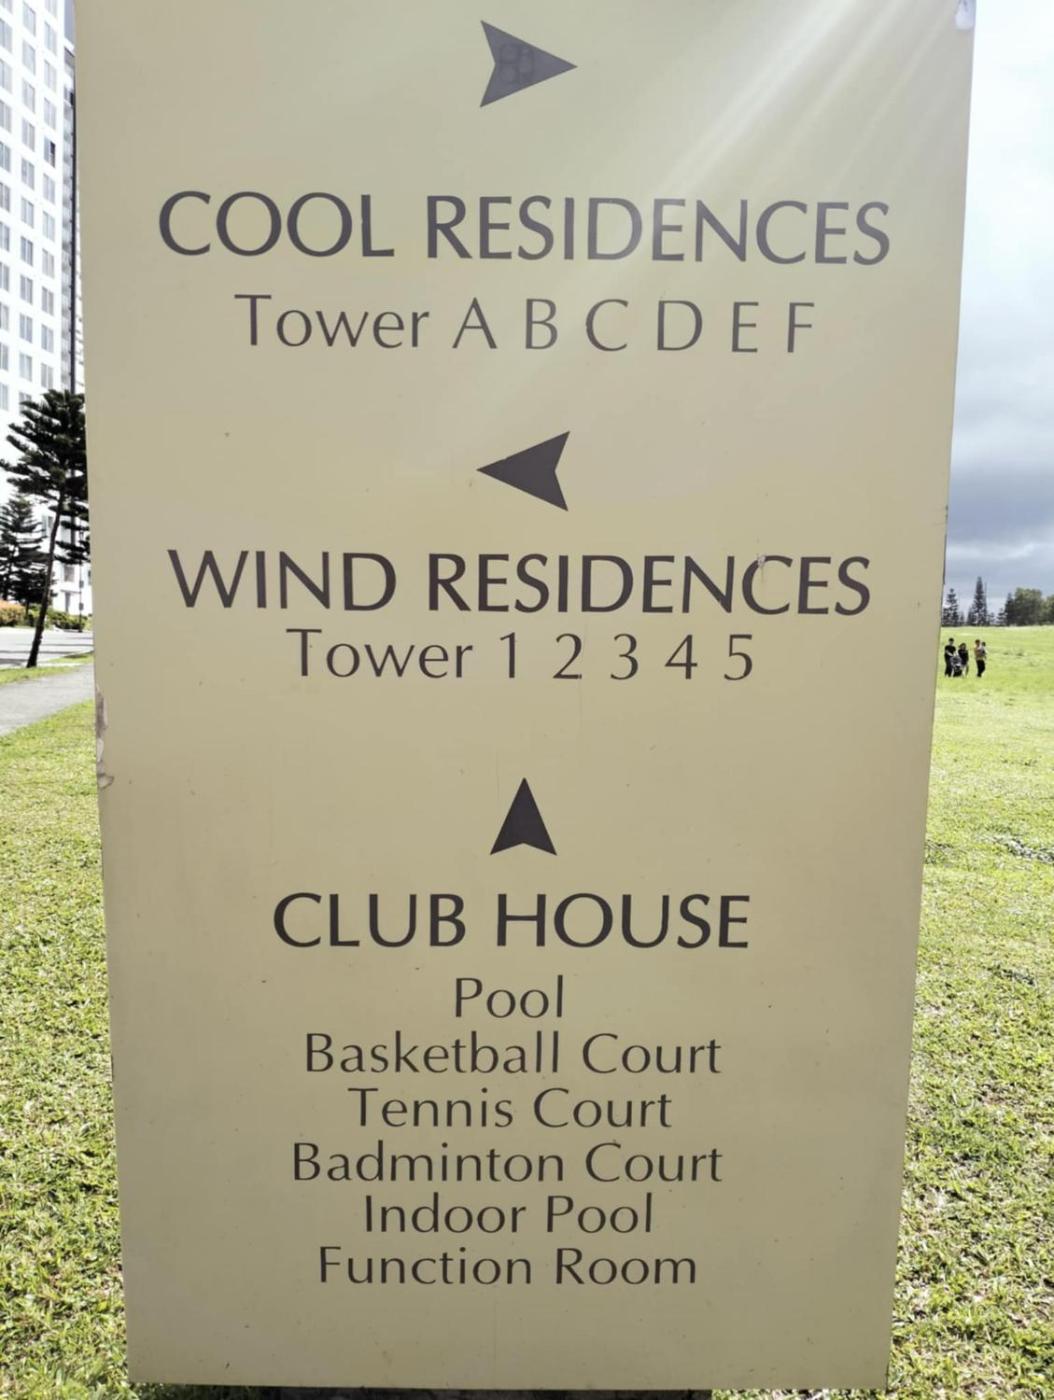 COOL RESIDENCES
Tower A B C D E F
WIND RESIDENCES
Tower 1 2 3 4 5
CLUB HOUSE
Pool
Basketball Court
Tennis Court
Badminton Court
Indoor Pool
Function Room